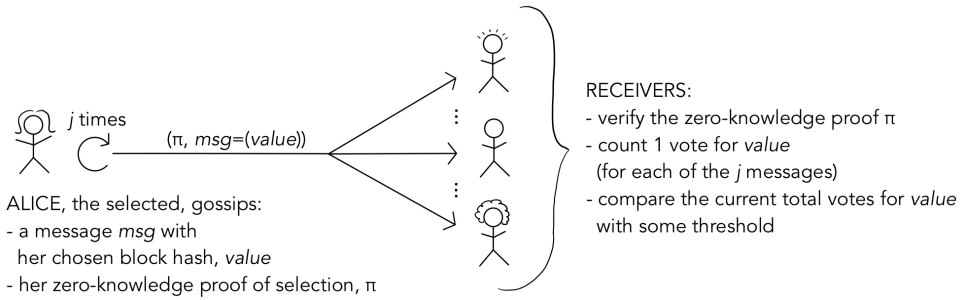 j times
(π, msg=(value))
ALICE, the selected, gossips:
- a message msg with
her chosen block hash, value
- her zero-knowledge proof of selection, π
...
...
RECEIVERS:
- verify the zero-knowledge proof π
- count 1 vote for value
(for each of the j messages)
- compare the current total votes for value
with some threshold